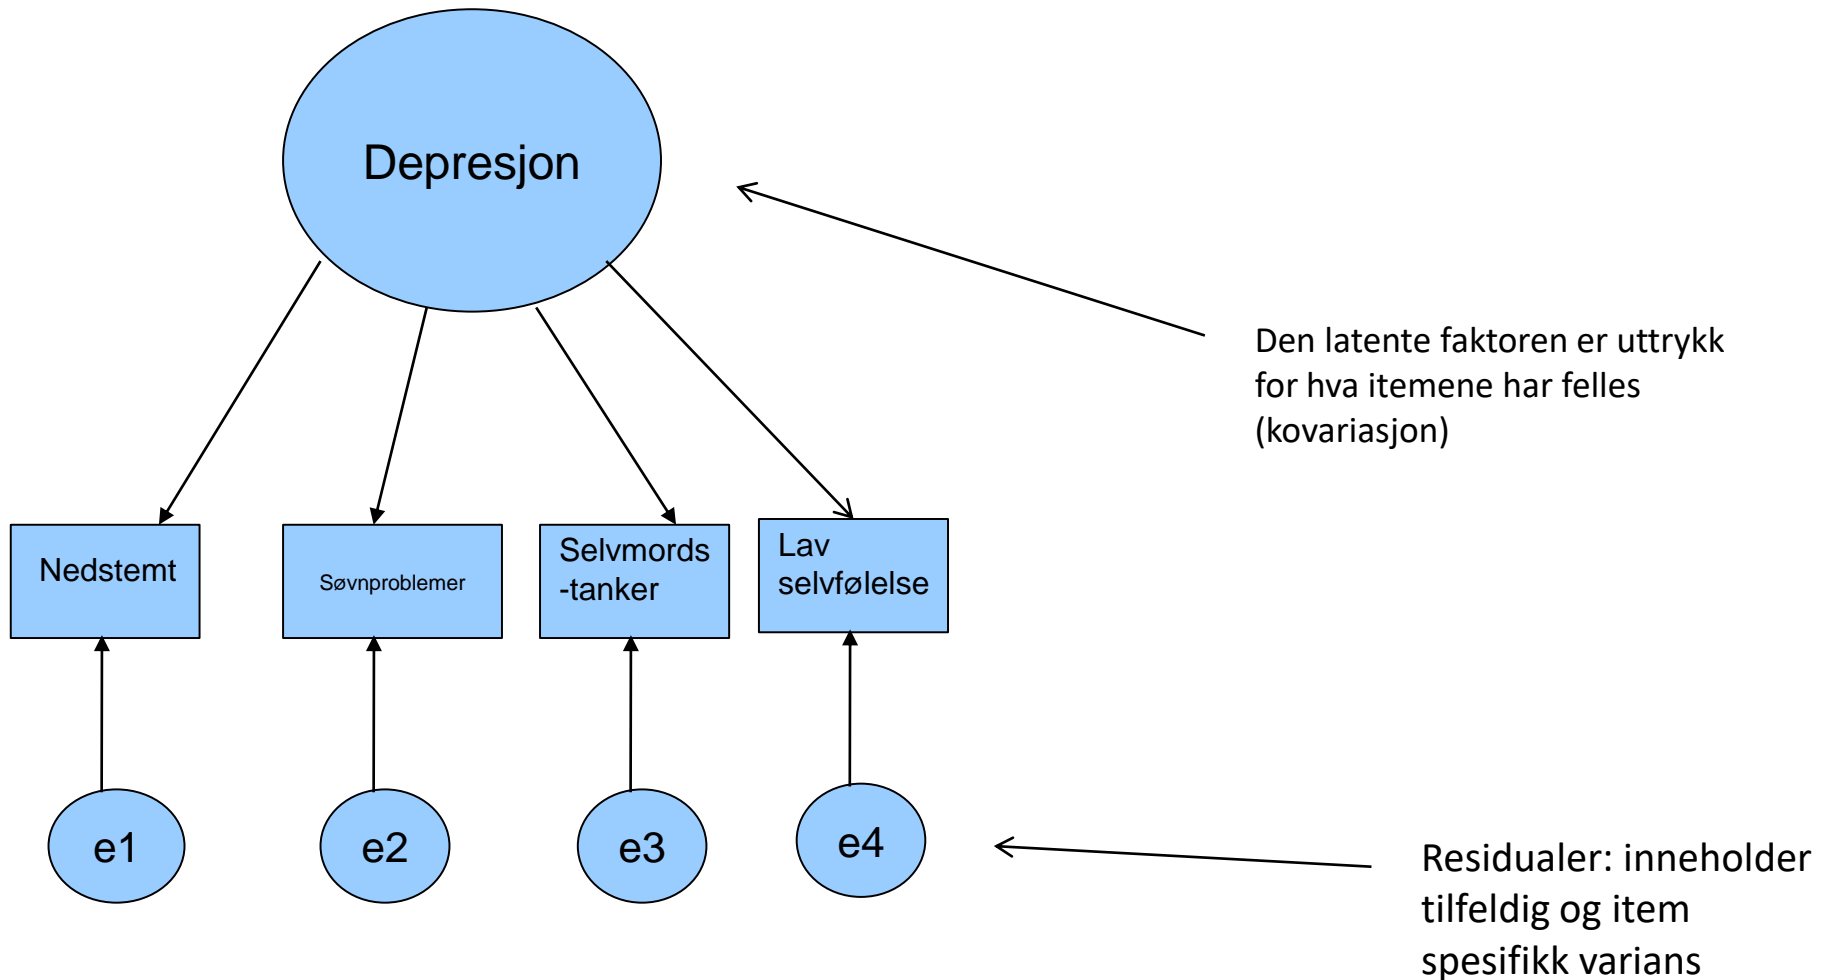 Depresjon
Den latente faktoren er uttrykk
for hva itemene har felles
(kovariasjon)
Nedstemt
Søvnproblemer
Selvmords
-tanker
Lav
selvfølelse
e1
e2
e3
e4
Residualer: inneholder
tilfeldig og item
spesifikk varians